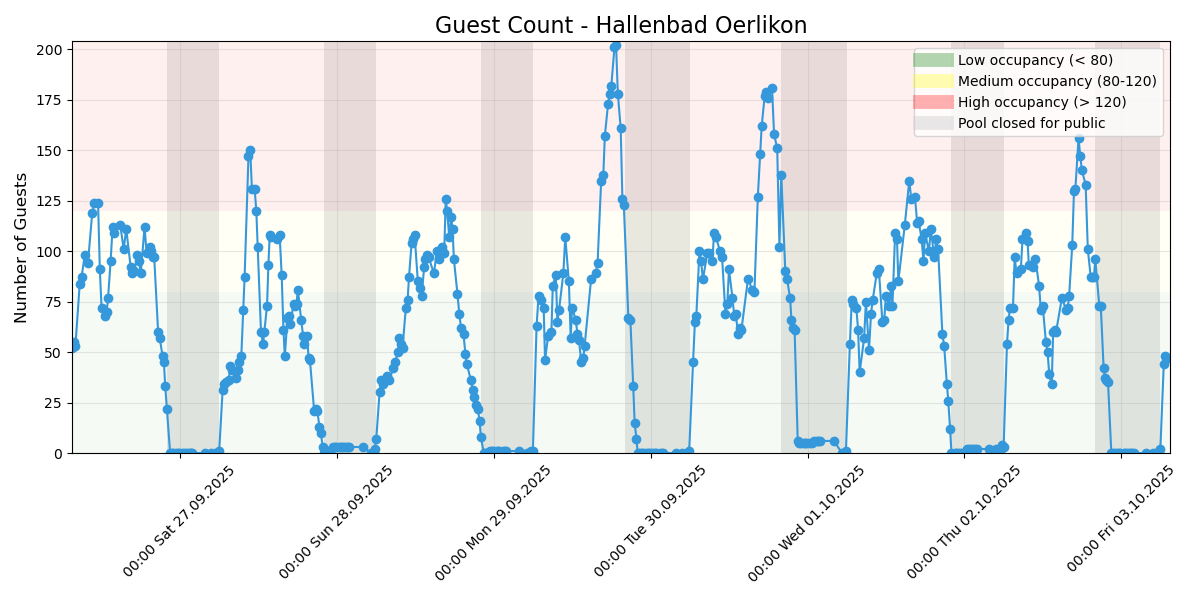 Guest Count - Hallenbad Oerlikon
Number of Guests
200
175
150
125
100
75
50
25
0
Low occupancy (< 80)
Medium occupancy (80-120)
High occupancy (> 120)
Pool closed for public
00:00 Sat 27.09.2025
00:00 Sun 28.09.2025
00:00 Mon 29.09.2025
00:00 Tue 30.09.2025
00:00 Wed 01.10.2025
00:00 Thu 02.10.2025
00:00 Fri 03.10.2025